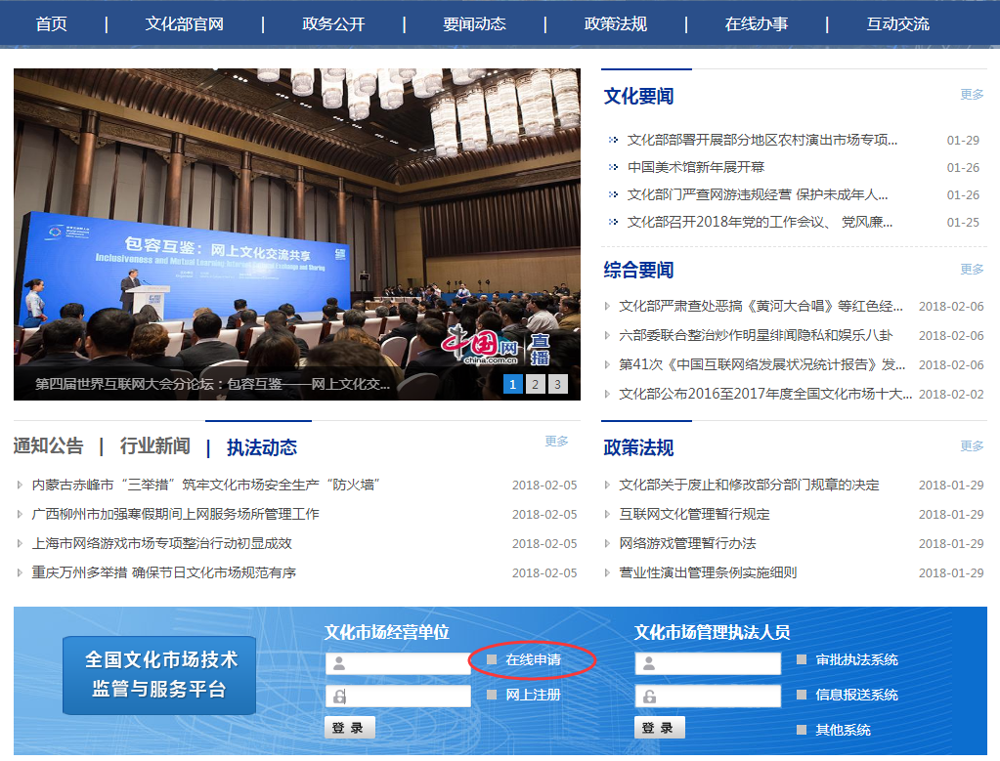 首页 | 文化部官网 | 政务公开 | 要闻动态 | 政策法规 | 在线办事 | 互动交流
包容互鉴：网上文化交流共享
Inclusiveness and Mutual Learning: Internet Cultural Exchange and Sharing
中国网 直播
china.com.cn
第四届世界互联网大会分论坛：包容互鉴——网上文化交...
1 2 3
文化要闻 更多
文化部部署开展部分地区农村演出市场专项... 01-29
中国美术馆新年展开幕 01-26
文化部门严查网游违规经营 保护未成年人... 01-26
文化部召开2018年党的工作会议、 党风廉... 01-25
综合要闻 更多
文化部严肃查处恶搞《黄河大合唱》等红色经... 2018-02-06
六部委联合整治炒作明星绯闻隐私和娱乐八卦 2018-02-06
第41次《中国互联网络发展状况统计报告》发... 2018-02-06
文化部公布2016至2017年度全国文化市场十大... 2018-02-02
通知公告 | 行业新闻 | 执法动态 更多
内蒙古赤峰市“三举措”筑牢文化市场安全生产“防火墙” 2018-02-05
广西柳州市加强寒假期间上网服务场所管理工作 2018-02-05
上海市网络游戏市场专项整治行动初显成效 2018-02-05
重庆万州多举措 确保节日文化市场规范有序 2018-02-05
政策法规 更多
文化部关于废止和修改部分部门规章的决定 2018-01-29
互联网文化管理暂行规定 2018-01-29
网络游戏管理暂行办法 2018-01-29
营业性演出管理条例实施细则 2018-01-29
全国文化市场技术
监管与服务平台
文化市场经营单位
在线申请
网上注册
登 录
文化市场管理执法人员
审批执法系统
信息报送系统
登 录
其他系统